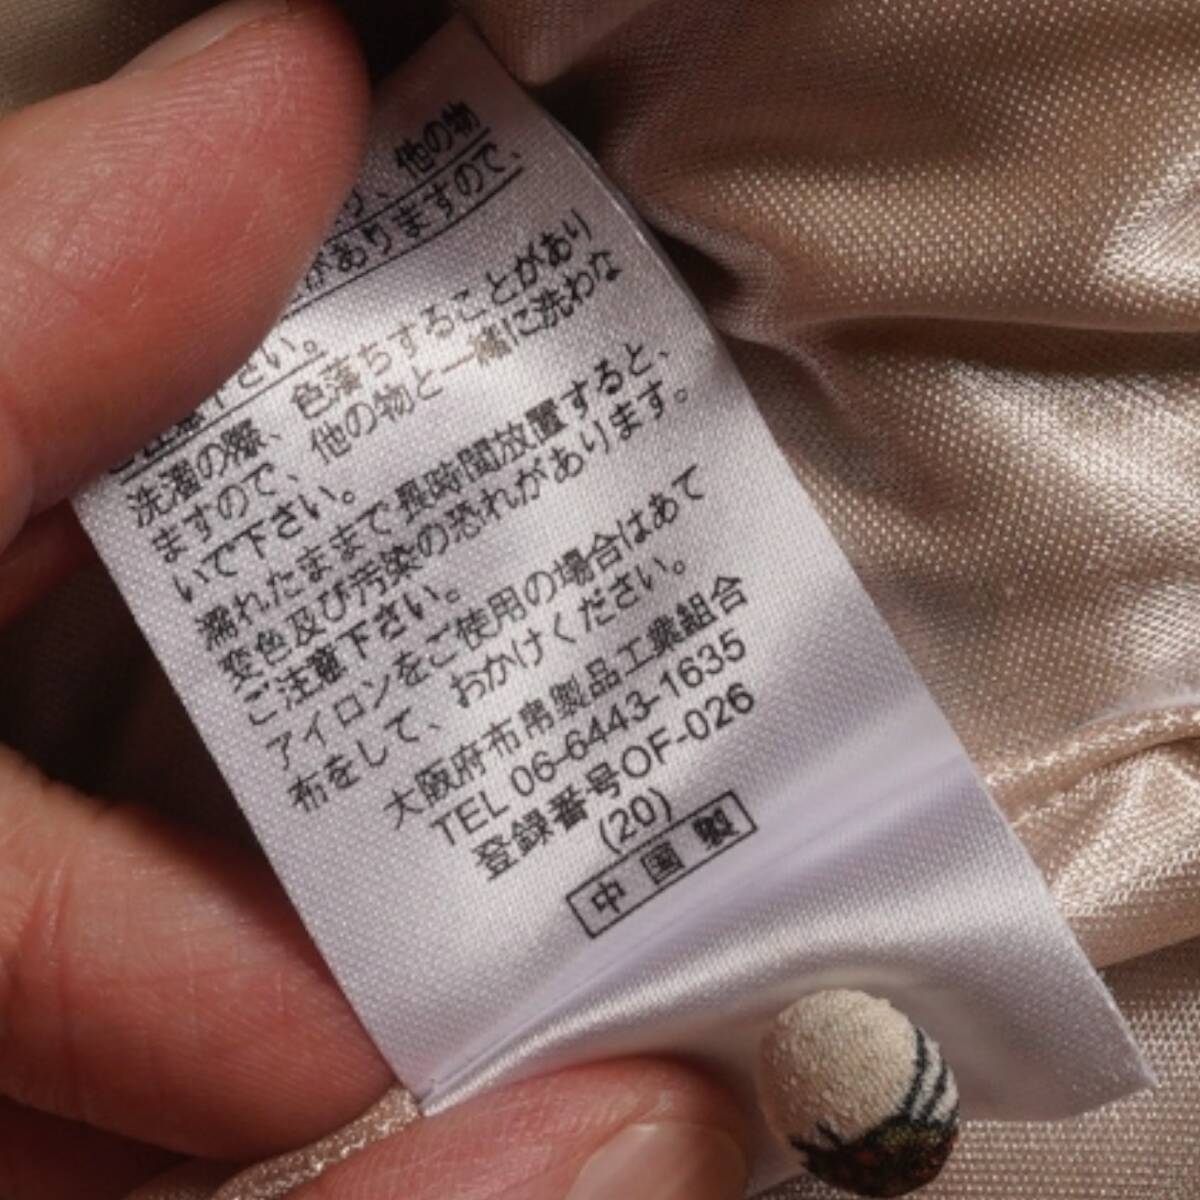 り、他の物
がありますので、
ご注意下さい。
洗濯の際、色落ちすることがあり
ますので、他の物と一緒に洗わな
いで下さい。
濡れたままで長時間放置すると、
変色及び汚染の恐れがあります。
ご注意下さい。
アイロンをご使用の場合はあて
布をして、おかけください。
大阪府布帛製品工業組合
TEL 06-6443-1635
登録番号OF-026
(20)
中国製